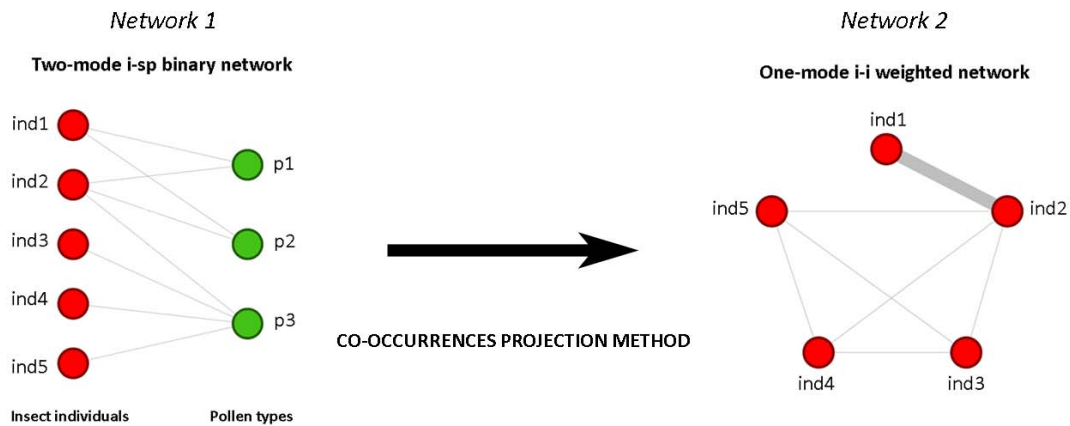 Network 1
Two-mode i-sp binary network
ind1
ind2
ind3
ind4
ind5
p1
p2
p3
Insect individuals
Pollen types
CO-OCCURRENCES PROJECTION METHOD
Network 2
One-mode i-i weighted network
ind1
ind5
ind2
ind4
ind3